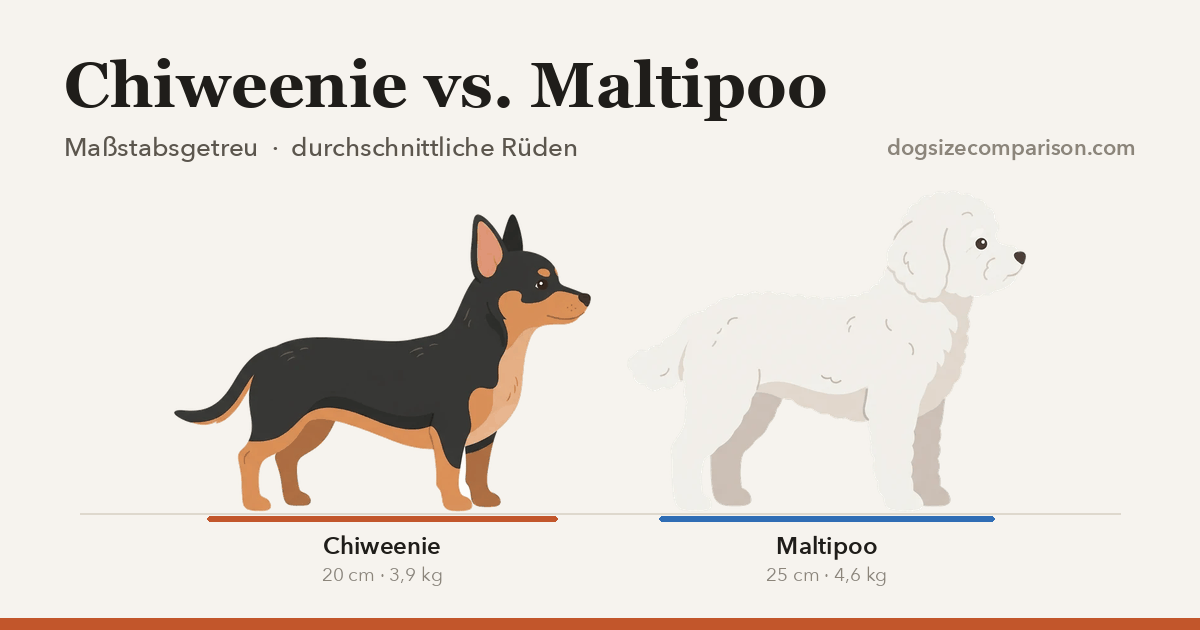 Chiweenie vs. Maltipoo
Maßstabsgetreu · durchschnittliche Rüden
dogsizecomparison.com
Chiweenie
20 cm · 3,9 kg
Maltipoo
25 cm · 4,6 kg